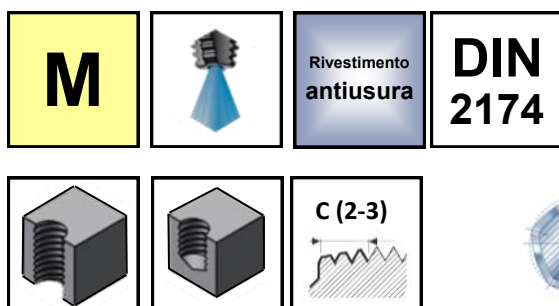 M
Rivestimento
antiusura
DIN
2174
C (2-3)